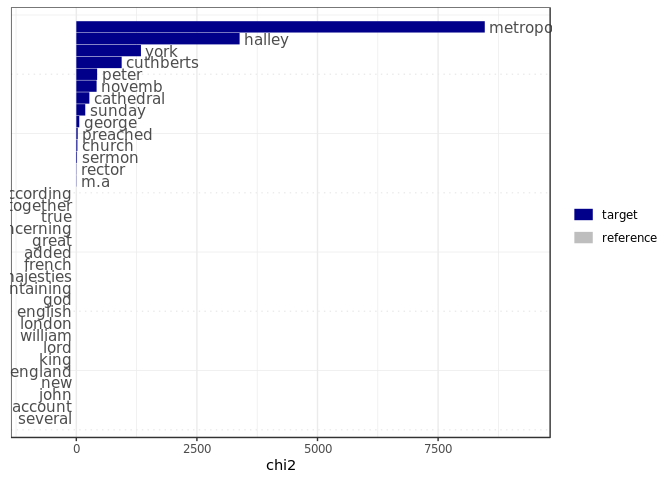 metropo
halley
york
cuthberts
peter
novemb
cathedral
sunday
george
preached
church
sermon
rector
m.a
ccording
together
true
ncerning
great
added
french
majesties
ntaining
god
english
london
william
lord
king
england
new
john
account
several
0 2500 5000 7500
chi2
target
reference